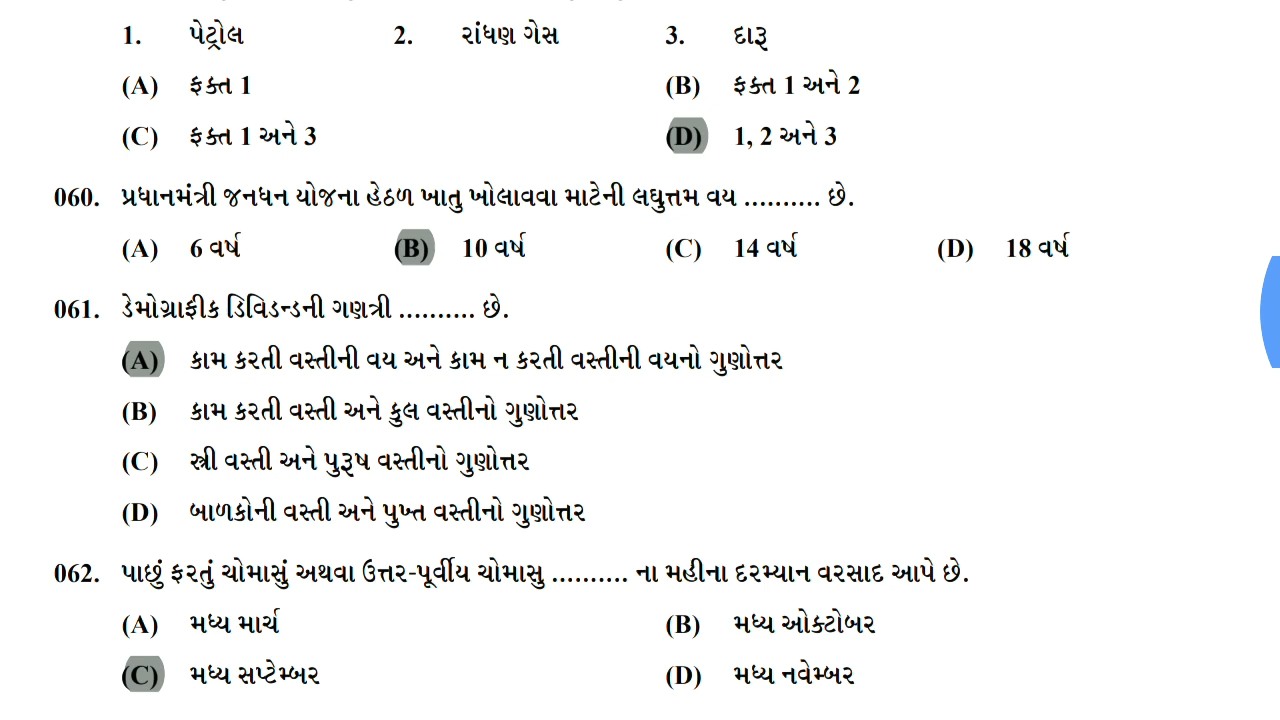 1. પેટ્રોલ 2. રાંધણ ગેસ 3. દારૂ
(A) ફક્ત 1 (B) ફક્ત 1 અને 2
(C) ફક્ત 1 અને 3 (D) 1, 2 અને 3
060. પ્રધાનમંત્રી જનધન યોજના હેઠળ ખાતુ ખોલાવવા માટેની લઘુત્તમ વય .......... છે.
(A) 6 વર્ષ (B) 10 વર્ષ (C) 14 વર્ષ (D) 18 વર્ષ
061. ડેમોગ્રાફીક ડિવિડન્ડની ગણત્રી .......... છે.
(A) કામ કરતી વસ્તીની વય અને કામ ન કરતી વસ્તીની વયનો ગુણોત્તર
(B) કામ કરતી વસ્તી અને કુલ વસ્તીનો ગુણોત્તર
(C) સ્ત્રી વસ્તી અને પુરૂષ વસ્તીનો ગુણોત્તર
(D) બાળકોની વસ્તી અને પુખ્ત વસ્તીનો ગુણોત્તર
062. પાછું ફરતું ચોમાસું અથવા ઉત્તર-પૂર્વીય ચોમાસુ .......... ના મહીના દરમ્યાન વરસાદ આપે છે.
(A) મધ્ય માર્ચ (B) મધ્ય ઓક્ટોબર
(C) મધ્ય સપ્ટેમ્બર (D) મધ્ય નવેમ્બર